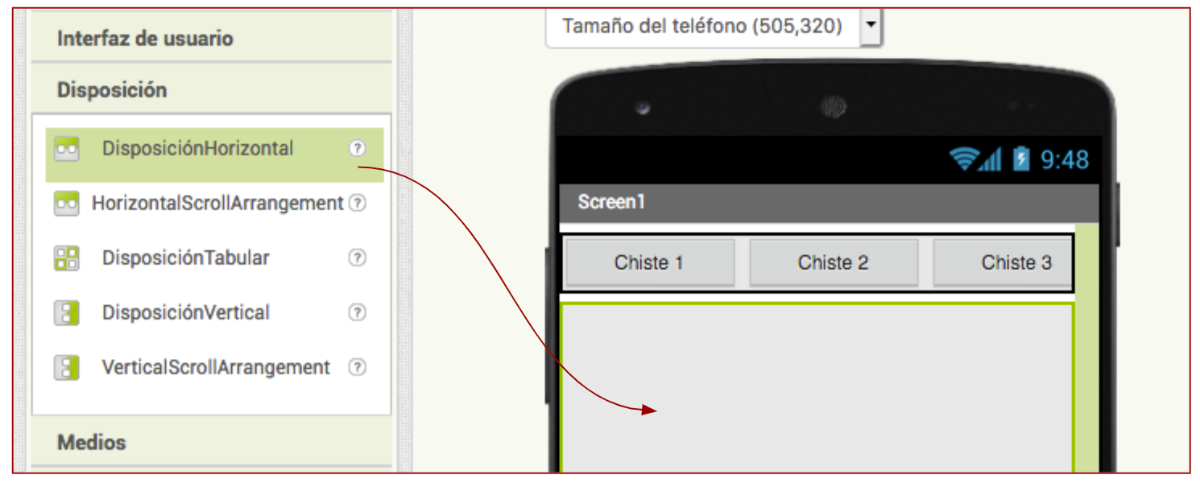 Interfaz de usuario
Disposición
DisposiciónHorizontal ?
HorizontalScrollArrangement ?
DisposiciónTabular ?
DisposiciónVertical ?
VerticalScrollArrangement ?
Medios
Tamaño del teléfono (505,320)
9:48
Screen1
Chiste 1 Chiste 2 Chiste 3